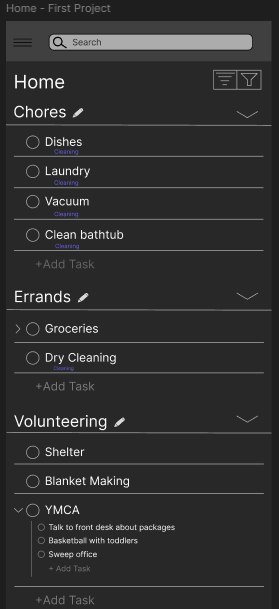 Home - First Project
Search
Home
Chores
Dishes
Cleaning
Laundry
Cleaning
Vacuum
Cleaning
Clean bathtub
Cleaning
+Add Task
Errands
Groceries
Dry Cleaning
Cleaning
+Add Task
Volunteering
Shelter
Blanket Making
YMCA
Talk to front desk about packages
Basketball with toddlers
Sweep office
+ Add Task
+Add Task